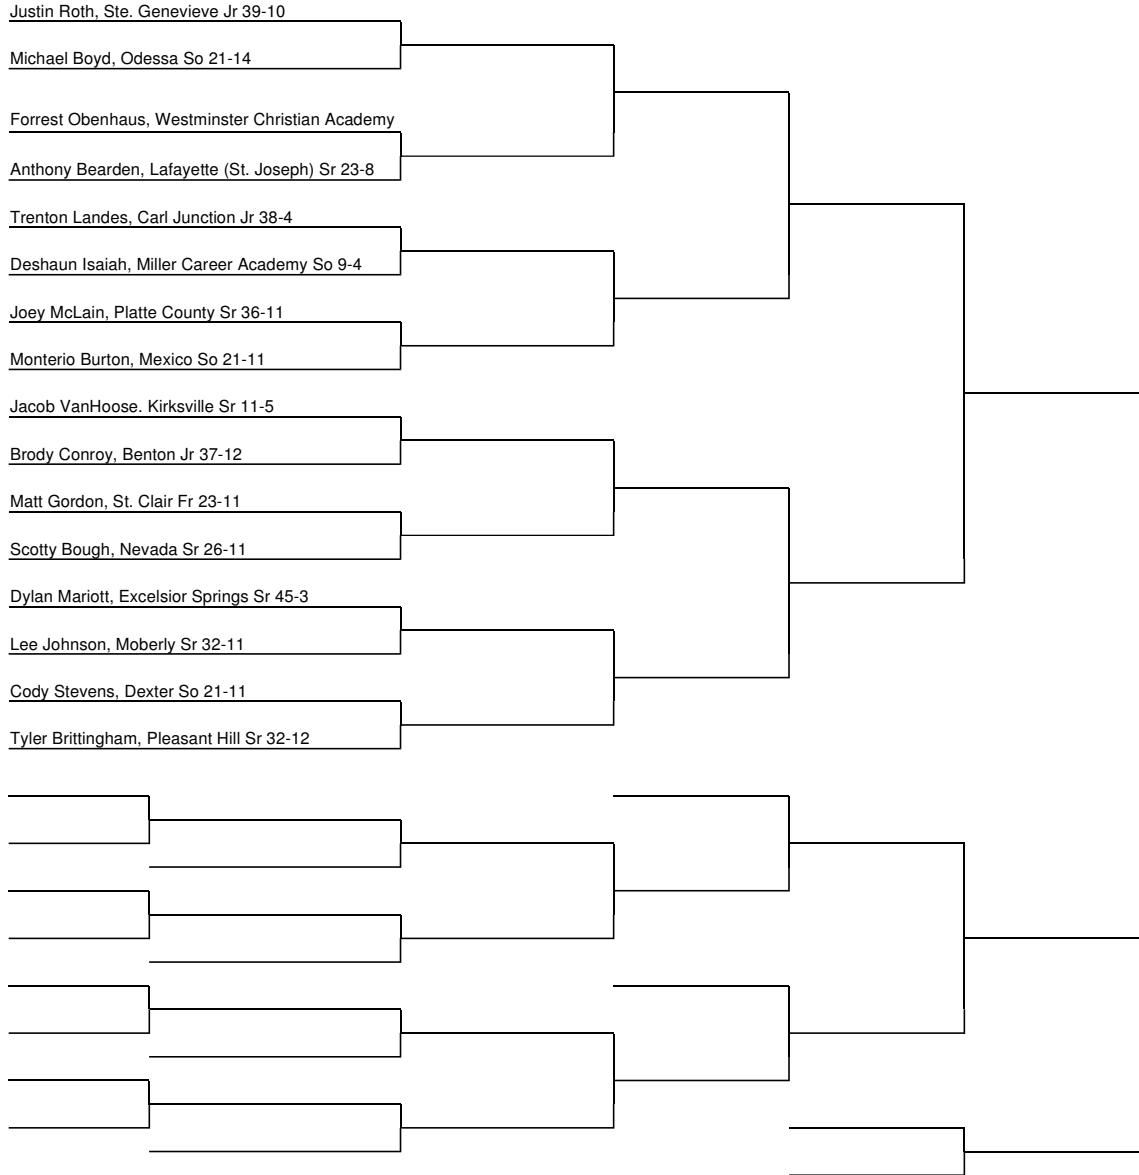 Justin Roth, Ste. Genevieve Jr 39-10
Michael Boyd, Odessa So 21-14
Forrest Obenhaus, Westminster Christian Academy
Anthony Bearden, Lafayette (St. Joseph) Sr 23-8
Trenton Landes, Carl Junction Jr 38-4
Deshaun Isaiah, Miller Career Academy So 9-4
Joey McLain, Platte County Sr 36-11
Monterio Burton, Mexico So 21-11
Jacob VanHoose. Kirksville Sr 11-5
Brody Conroy, Benton Jr 37-12
Matt Gordon, St. Clair Fr 23-11
Scotty Bough, Nevada Sr 26-11
Dylan Mariott, Excelsior Springs Sr 45-3
Lee Johnson, Moberly Sr 32-11
Cody Stevens, Dexter So 21-11
Tyler Brittingham, Pleasant Hill Sr 32-12